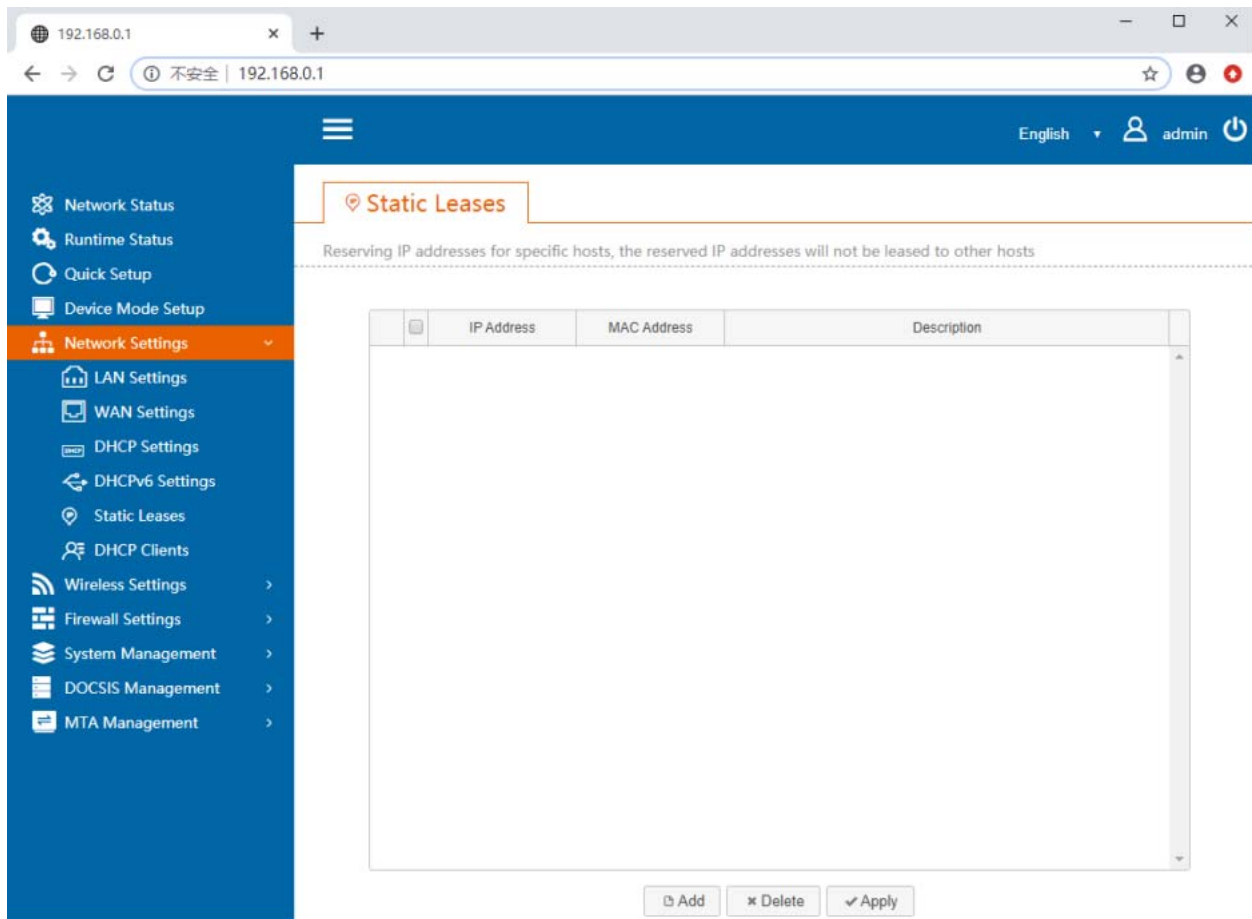 192.168.0.1
不安全 | 192.168.0.1
English admin
Network Status
Runtime Status
Quick Setup
Device Mode Setup
Network Settings
LAN Settings
WAN Settings
DHCP DHCP Settings
DHCPv6 Settings
Static Leases
DHCP Clients
Wireless Settings
Firewall Settings
System Management
DOCSIS Management
MTA Management
Static Leases
Reserving IP addresses for specific hosts, the reserved IP addresses will not be leased to other hosts
IP Address MAC Address Description
Add Delete Apply